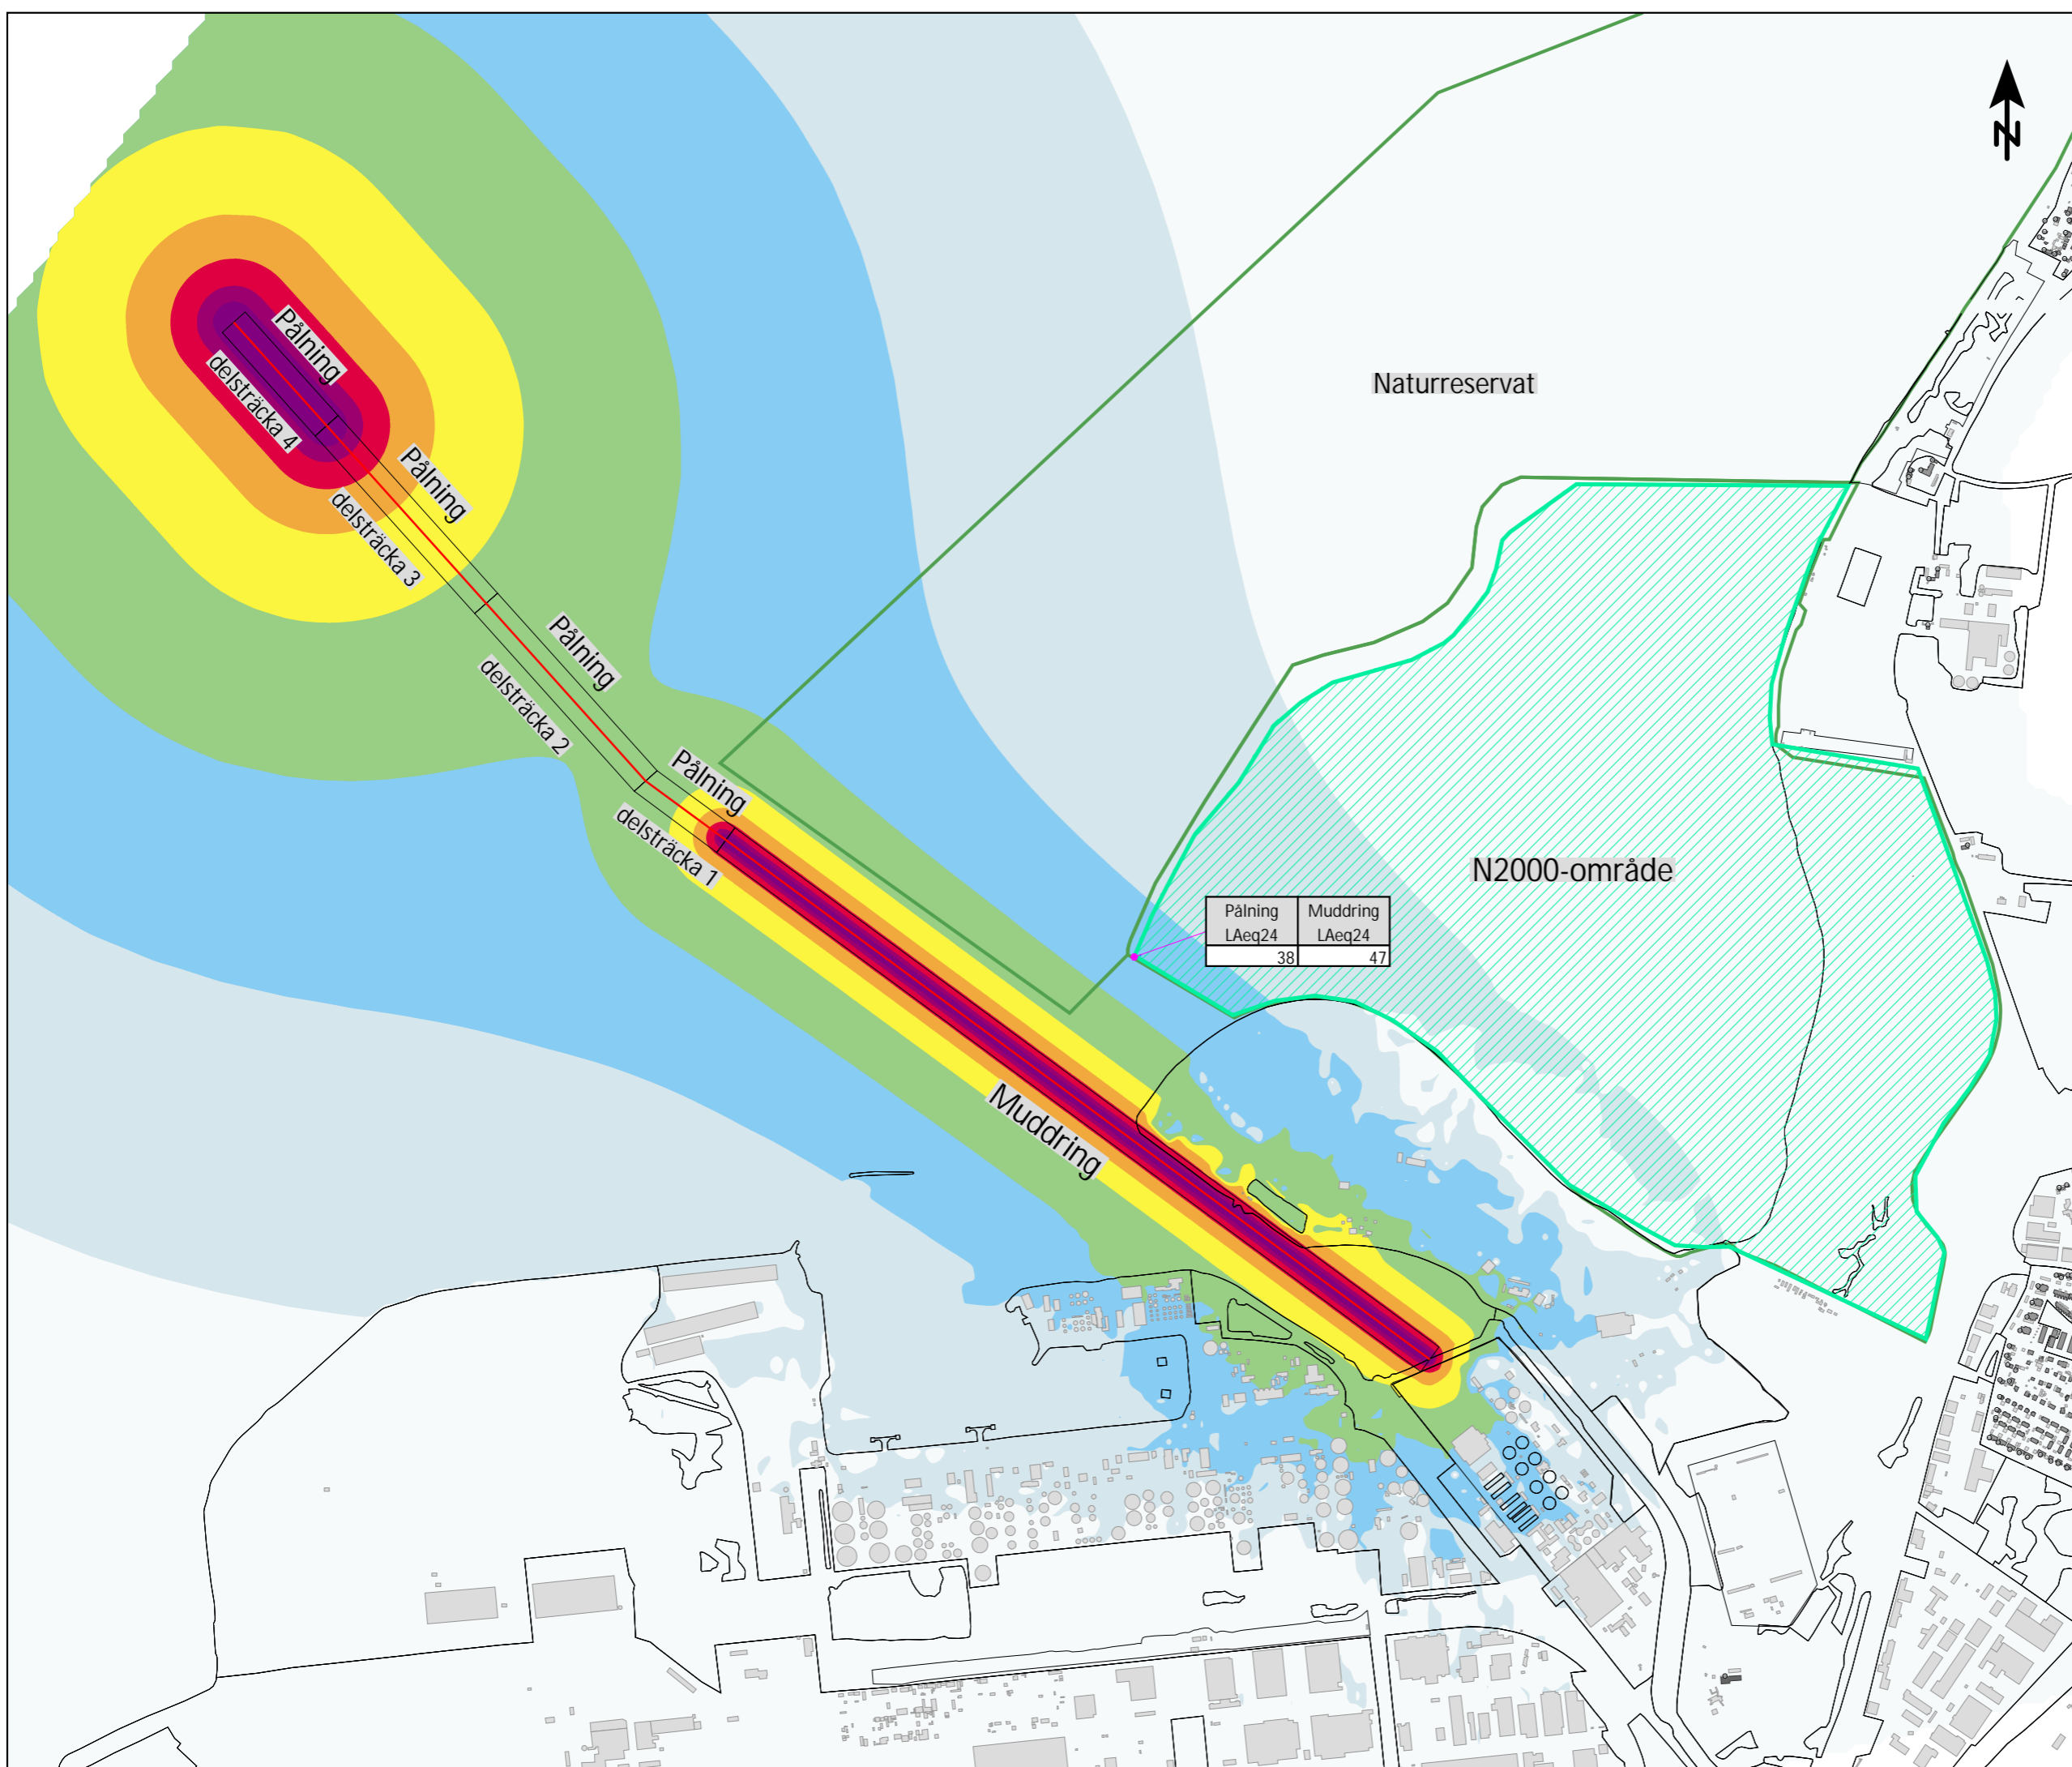 N
Pålning
delsträcka 4
Naturreservat
Pålning
delsträcka 3
Pålning
delsträcka 2
Pålning
delsträcka 1
N2000-område
Pålning Muddring
LAeq24 LAeq24
38 47
Muddring